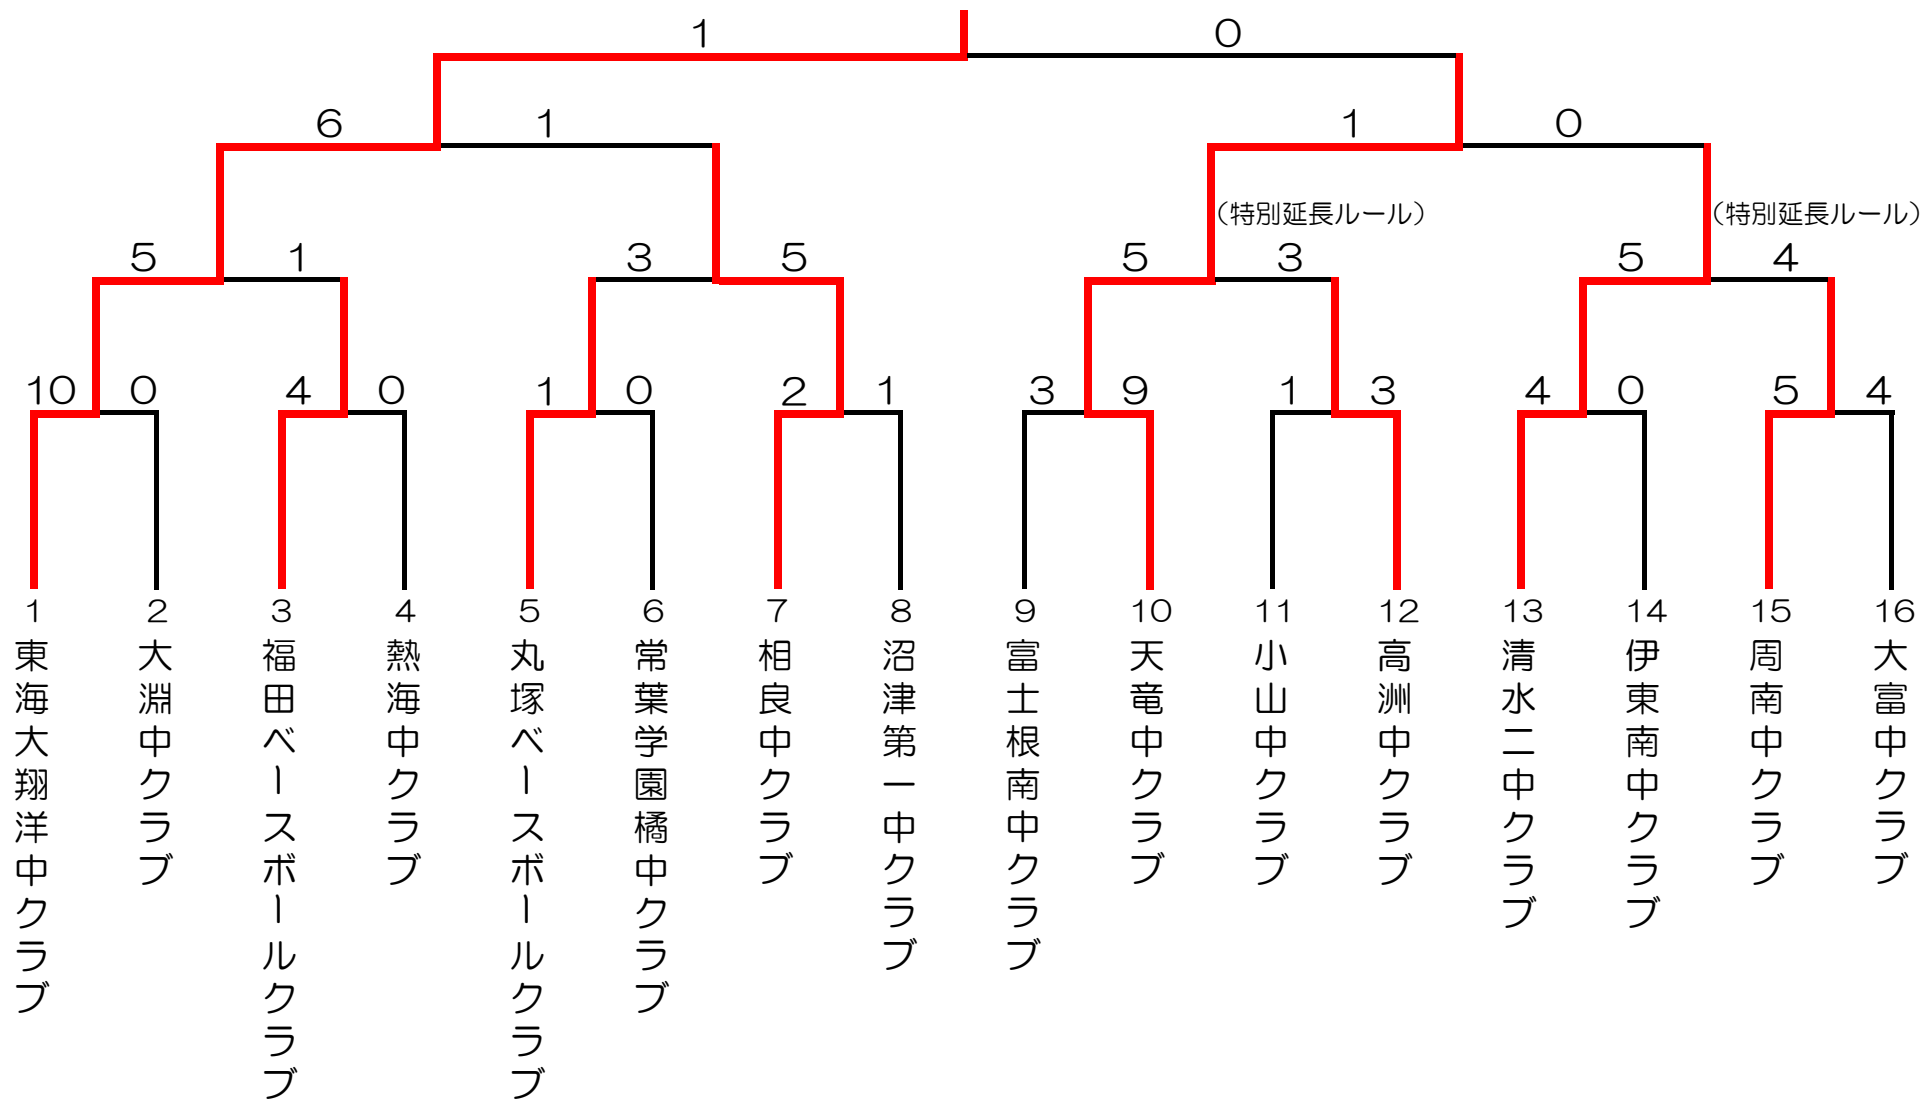 1 0
6 1 1 0
(特別延長ルール) (特別延長ルール)
5 1 3 5 5 3 5 4
10 0 4 0 1 0 2 1 3 9 1 3 4 0 5 4
1 東海大翔洋中クラブ
2 大淵中クラブ
3 福田ベースボールクラブ
4 熱海中クラブ
5 丸塚ベースボールクラブ
6 常葉学園橘中クラブ
7 相良中クラブ
8 沼津第一中クラブ
9 富士根南中クラブ
10 天竜中クラブ
11 小山中クラブ
12 高洲中クラブ
13 清水二中クラブ
14 伊東南中クラブ
15 周南中クラブ
16 大富中クラブ